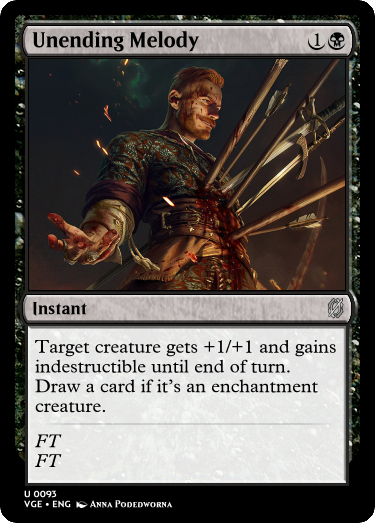 Unending Melody 1
Instant
Target creature gets +1/+1 and gains
indestructible until end of turn.
Draw a card if it's an enchantment
creature.
FT
FT
U 0093
VGE • ENG Anna Podedworna